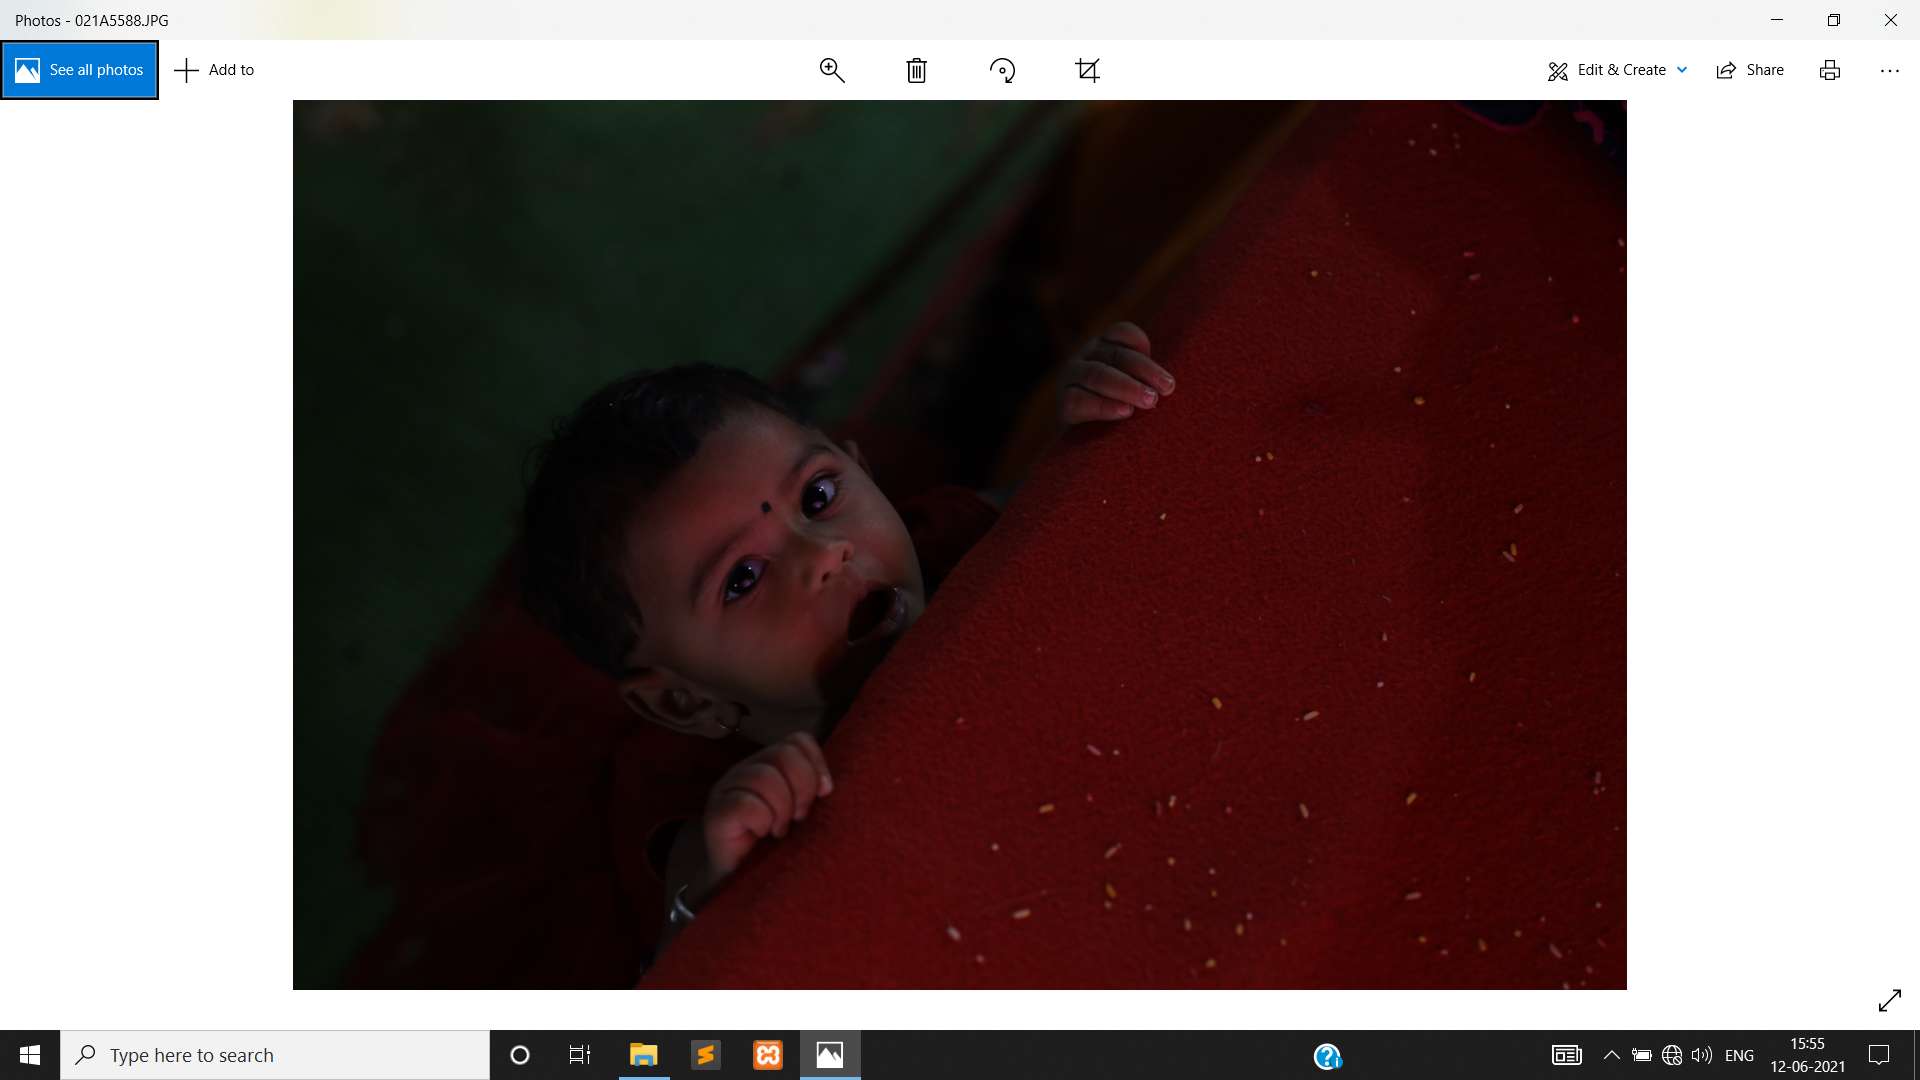 Photos - 021A5588.JPG
See all photos
Add to
Edit & Create
Share
Type here to search
ENG
15:55
12-06-2021